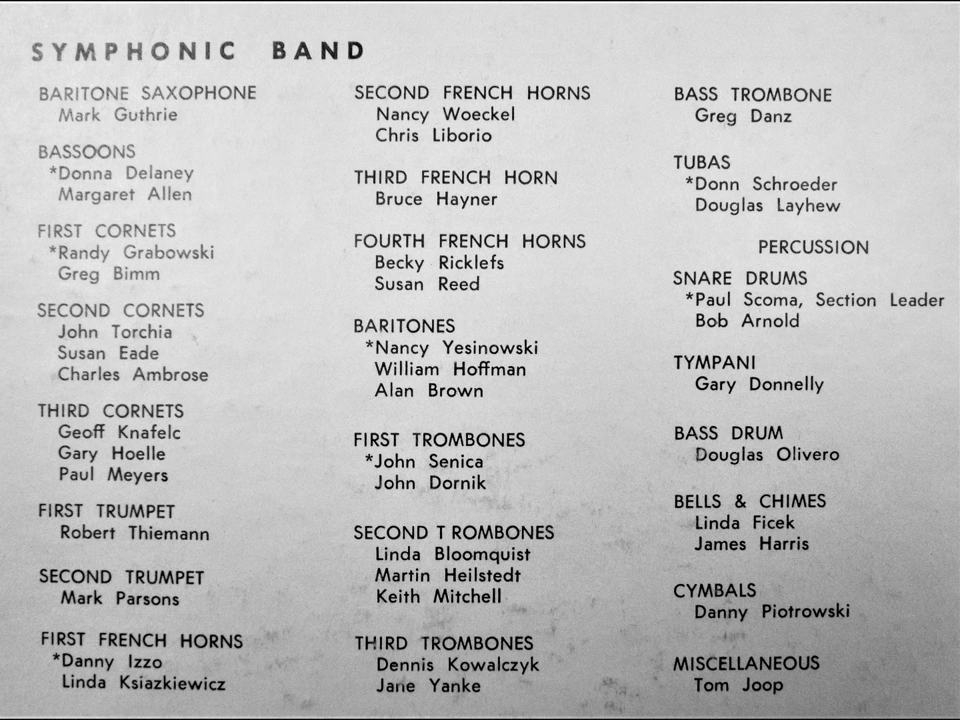 SYMPHONIC BAND
BARITONE SAXOPHONE
Mark Guthrie
BASSOONS
*Donna Delaney
Margaret Allen
FIRST CORNETS
*Randy Grabowski
Greg Bimm
SECOND CORNETS
John Torchia
Susan Eade
Charles Ambrose
THIRD CORNETS
Geoff Knafelc
Gary Hoelle
Paul Meyers
FIRST TRUMPET
Robert Thiemann
SECOND TRUMPET
Mark Parsons
FIRST FRENCH HORNS
*Danny Izzo
Linda Ksiazkiewicz
SECOND FRENCH HORNS
Nancy Woeckel
Chris Liborio
THIRD FRENCH HORN
Bruce Hayner
FOURTH FRENCH HORNS
Becky Ricklefs
Susan Reed
BARITONES
*Nancy Yesinowski
William Hoffman
Alan Brown
FIRST TROMBONES
*John Senica
John Dornik
SECOND T ROMBONES
Linda Bloomquist
Martin Heilstedt
Keith Mitchell
THIRD TROMBONES
Dennis Kowalczyk
Jane Yanke
BASS TROMBONE
Greg Danz
TUBAS
*Donn Schroeder
Douglas Layhew
PERCUSSION
SNARE DRUMS
*Paul Scoma, Section Leader
Bob Arnold
TYMPANI
Gary Donnelly
BASS DRUM
Douglas Olivero
BELLS & CHIMES
Linda Ficek
James Harris
CYMBALS
Danny Piotrowski
MISCELLANEOUS
Tom Joop